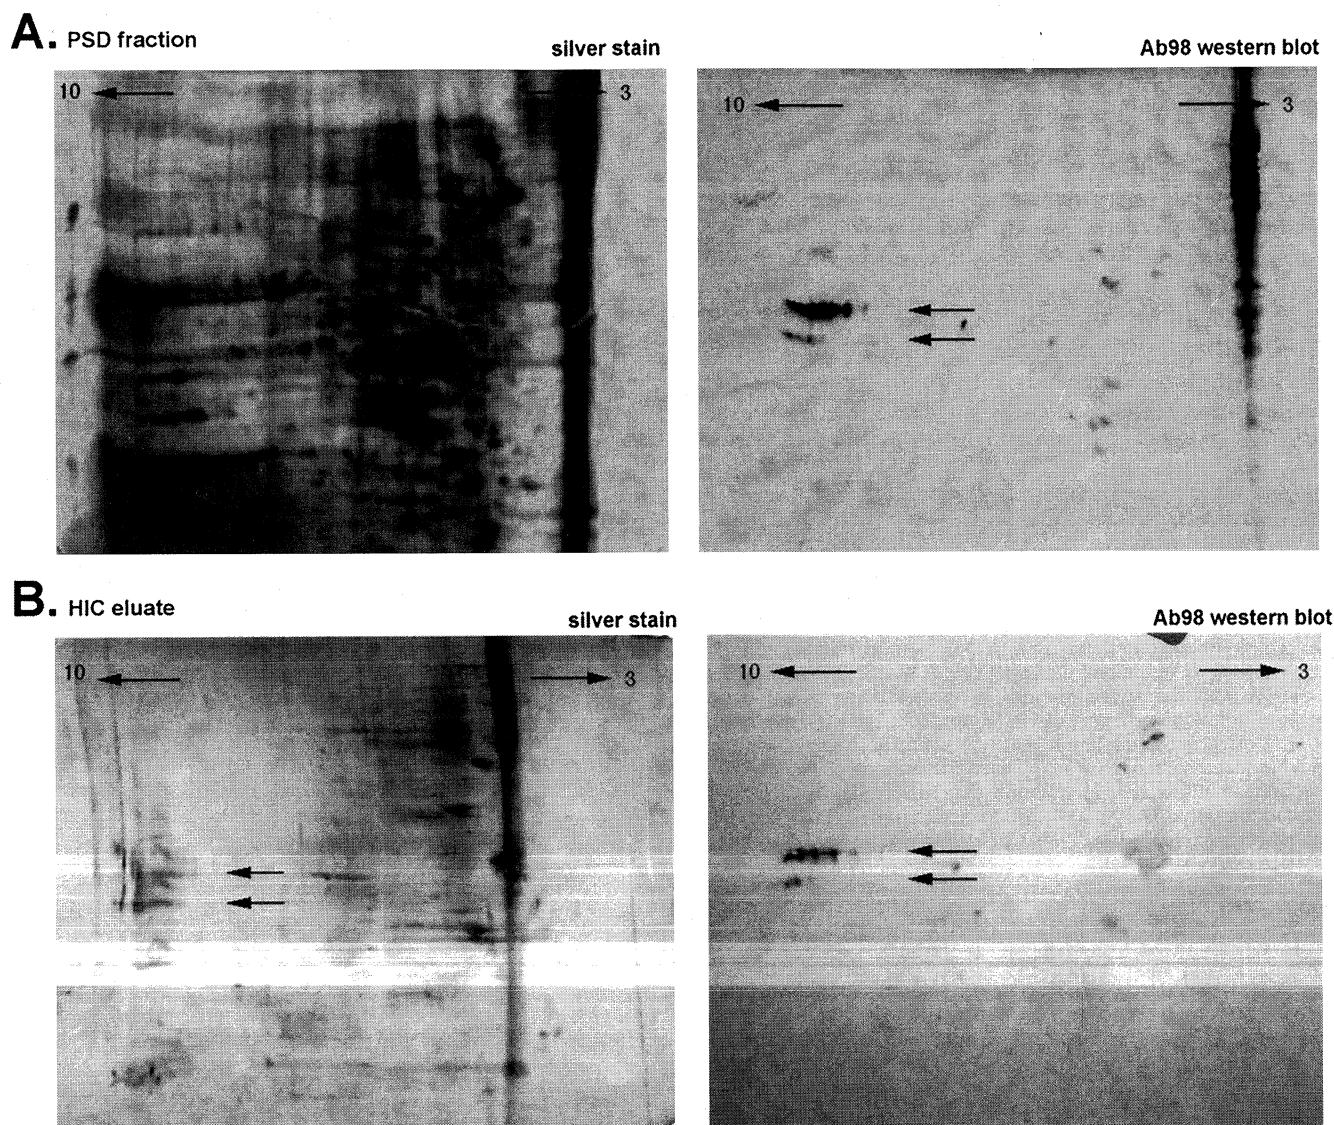 A. PSD fraction
silver stain
Ab98 western blot
10 3
10 3
B. HIC eluate
silver stain
Ab98 western blot
10 3
10 3